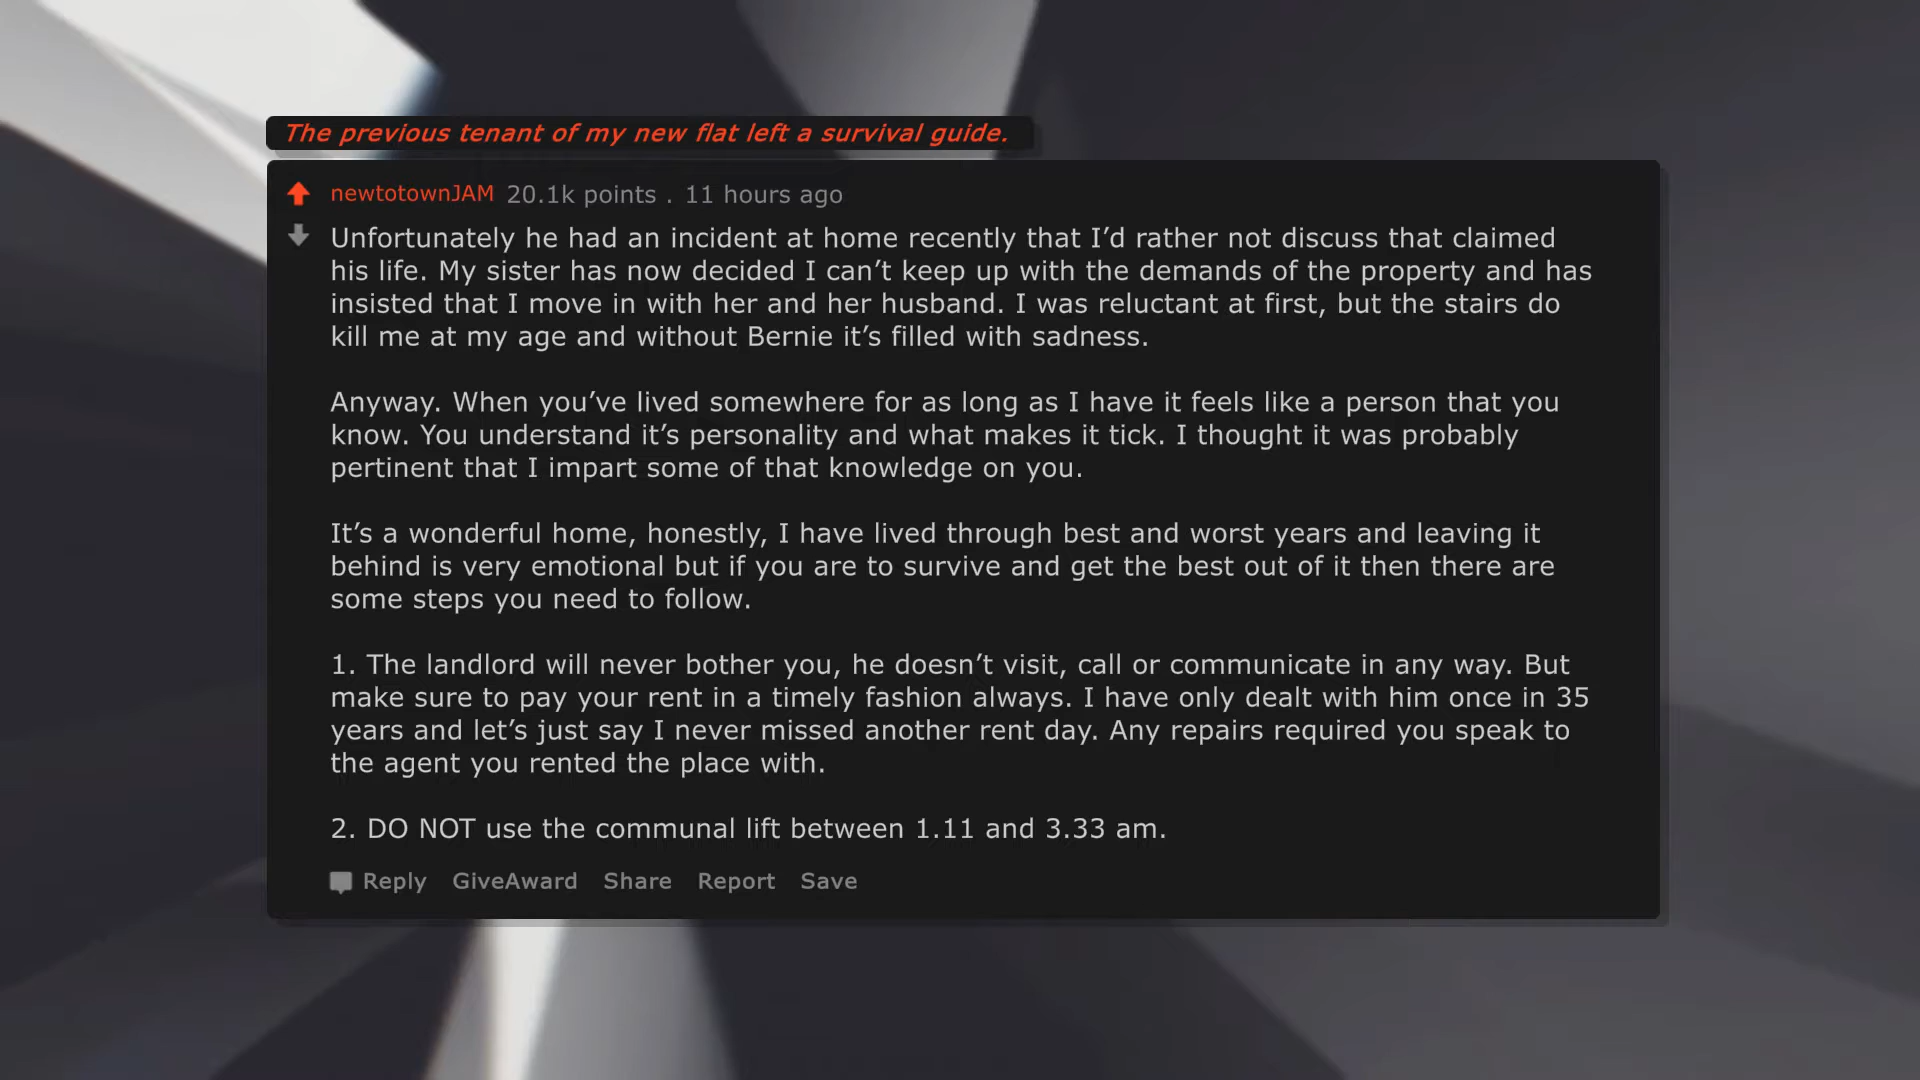 The previous tenant of my new flat left a survival guide.
newtotownJAM 20.1k points . 11 hours ago
Unfortunately he had an incident at home recently that I’d rather not discuss that claimed
his life. My sister has now decided I can’t keep up with the demands of the property and has
insisted that I move in with her and her husband. I was reluctant at first, but the stairs do
kill me at my age and without Bernie it’s filled with sadness.
Anyway. When you’ve lived somewhere for as long as I have it feels like a person that you
know. You understand it’s personality and what makes it tick. I thought it was probably
pertinent that I impart some of that knowledge on you.
It’s a wonderful home, honestly, I have lived through best and worst years and leaving it
behind is very emotional but if you are to survive and get the best out of it then there are
some steps you need to follow.
1. The landlord will never bother you, he doesn’t visit, call or communicate in any way. But
make sure to pay your rent in a timely fashion always. I have only dealt with him once in 35
years and let’s just say I never missed another rent day. Any repairs required you speak to
the agent you rented the place with.
2. DO NOT use the communal lift between 1.11 and 3.33 am.
Reply GiveAward Share Report Save